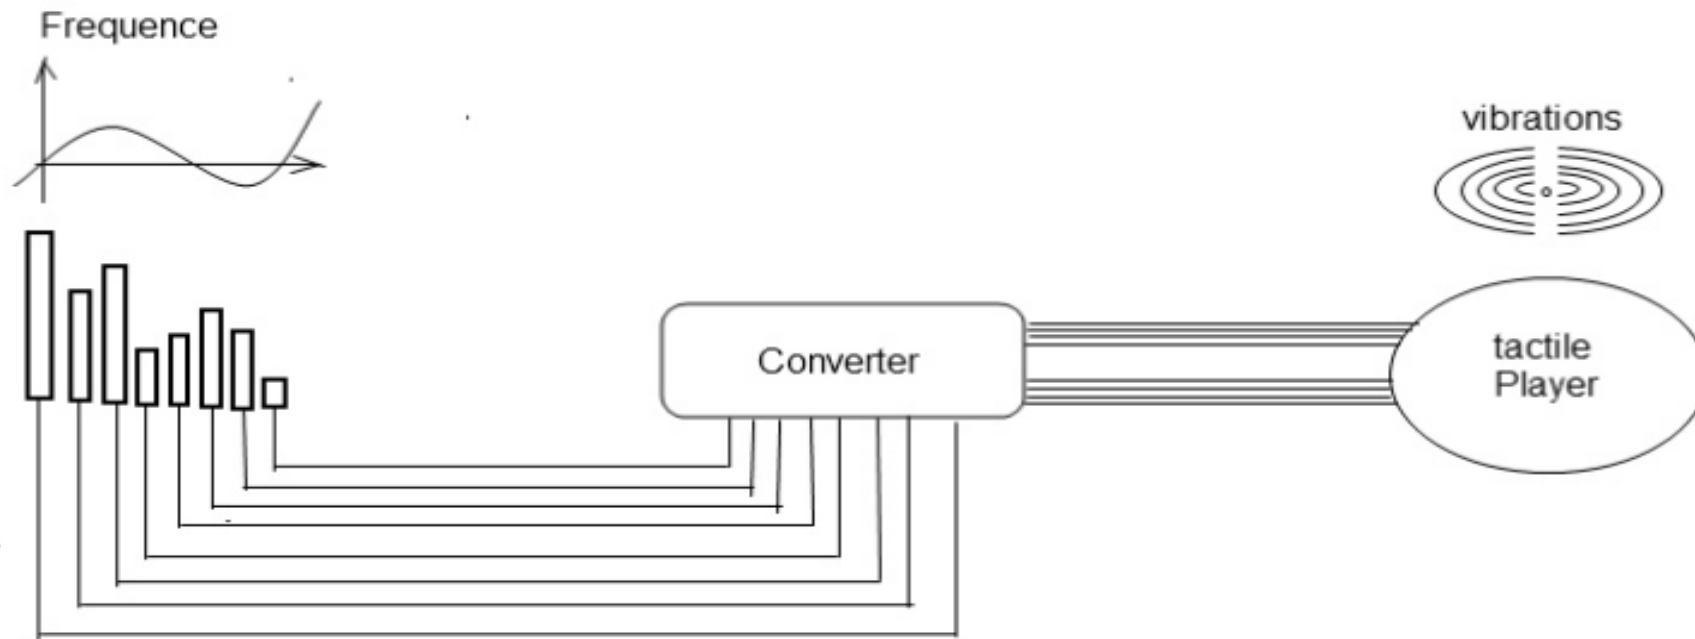 Frequence
vibrations
Converter
tactile
Player